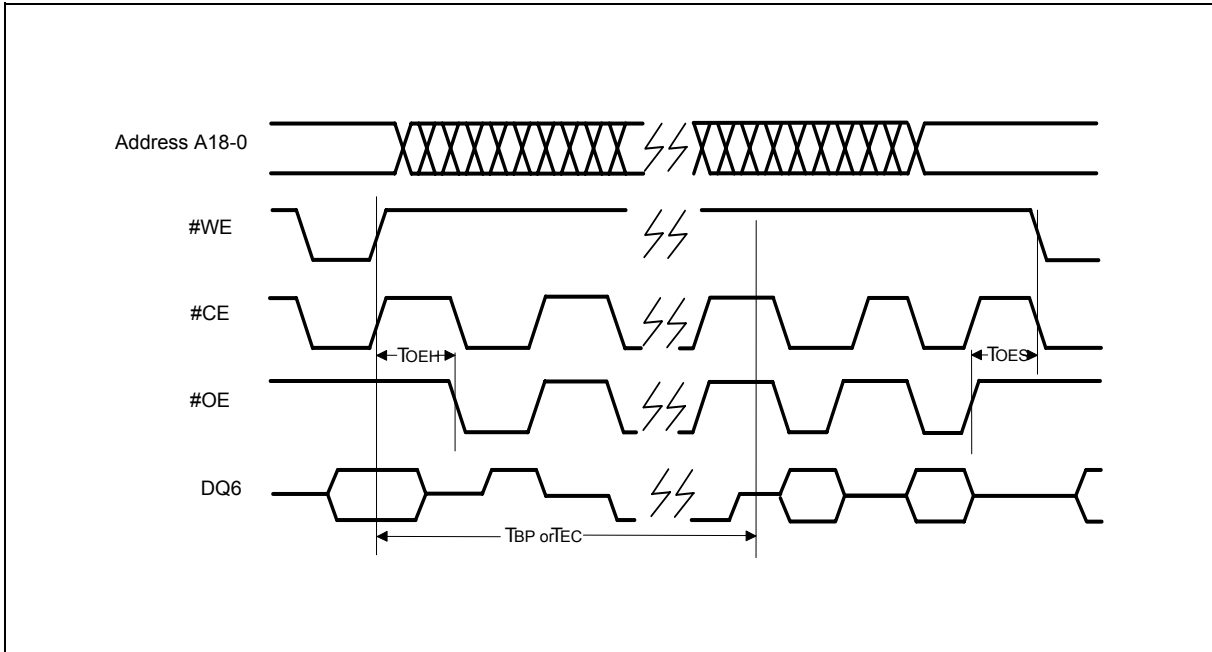 Address A18-0
#WE
#CE
TOEH
TOES
#OE
DQ6
TBP orTEC